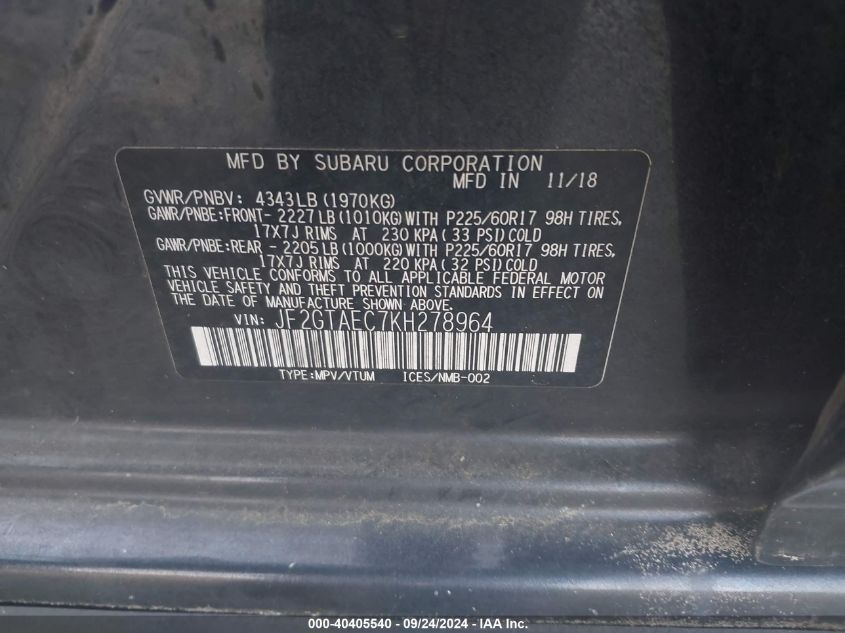 MFD BY SUBARU CORPORATION
MFD IN 11/18
GVWR/PNBV: 4343LB(1970KG)
GAWR/PNBE:FRONT- 2227LB(1010KG)WITH P225/60R17 98H TIRES,
17X7J RIMS AT 230 KPA(33 PSI)COLD
GAWR/PNBE:REAR - 2205LB(1000KG)WITH P225/60R17 98H TIRES,
17X7J RIMS AT 220 KPA(32 PSI)COLD
THIS VEHICLE CONFORMS TO ALL APPLICABLE FEDERAL MOTOR
VEHICLE SAFETY AND THEFT PREVENTION STANDARDS IN EFFECT ON
THE DATE OF MANUFACTURE SHOWN ABOVE.
VIN: JF2GTAEC7KH278964
TYPE:MPV/VTUM ICES/NMB-002
000-40405540 - 09/24/2024 - IAA Inc.